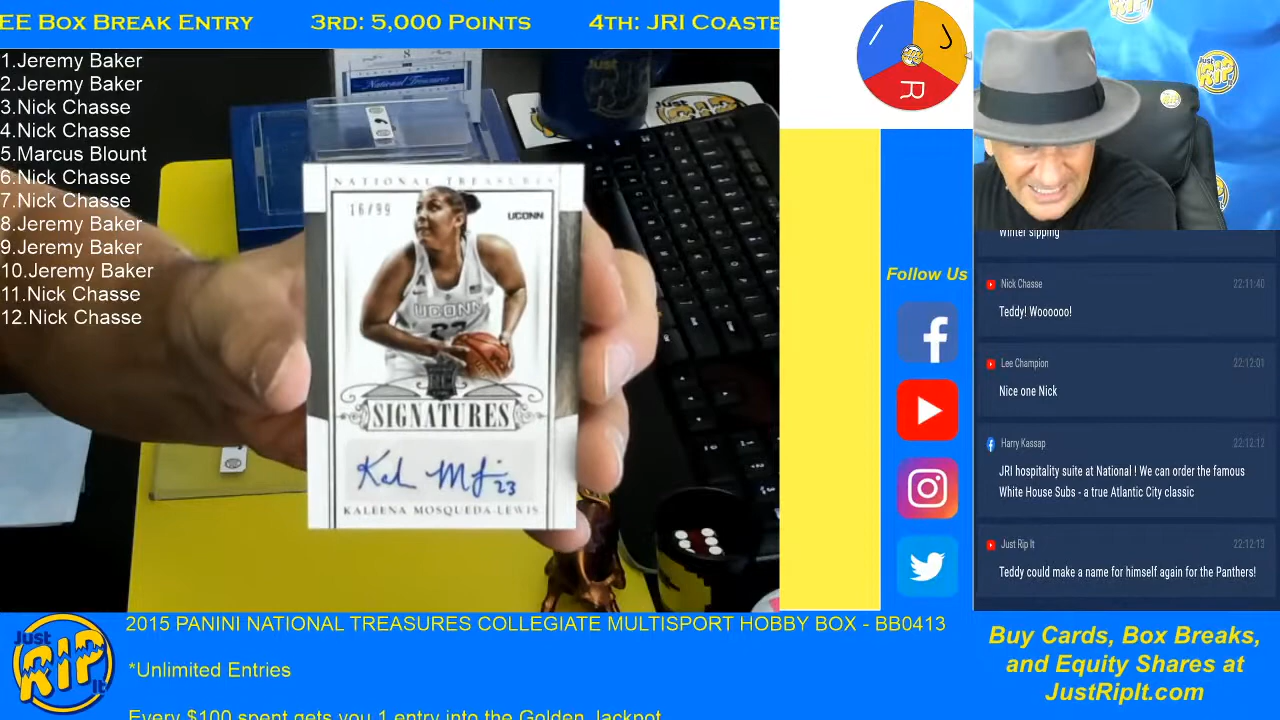 EE BOX BREAK ENTRY
3RD: 5,000 POINTS
4TH: JRI COASTE
1.Jeremy Baker
2.Jeremy Baker
3.Nick Chasse
4.Nick Chasse
5.Marcus Blount
6.Nick Chasse
7.Nick Chasse
8.Jeremy Baker
9.Jeremy Baker
10.Jeremy Baker
11.Nick Chasse
12.Nick Chasse
8
National Treasures
NATIONAL TREASURES
16/99
UCONN
UCONN
23
RC
SIGNATURES
23
KALEENA MOSQUEDA-LEWIS
J
R
I
Follow Us
Winter sipping
Nick Chasse 22:11:40
Teddy! Woooooo!
Lee Champion 22:12:01
Nice one Nick
Harry Kassap 22:12:12
JRI hospitality suite at National ! We can order the famous
White House Subs - a true Atlantic City classic
Just Rip It 22:12:13
Teddy could make a name for himself again for the Panthers!
Just
RIP
It
2015 PANINI NATIONAL TREASURES COLLEGIATE MULTISPORT HOBBY BOX - BB0413
*Unlimited Entries
Every $100 spent gets you 1 entry into the Golden Jackpot
Buy Cards, Box Breaks,
and Equity Shares at
JustRipIt.com